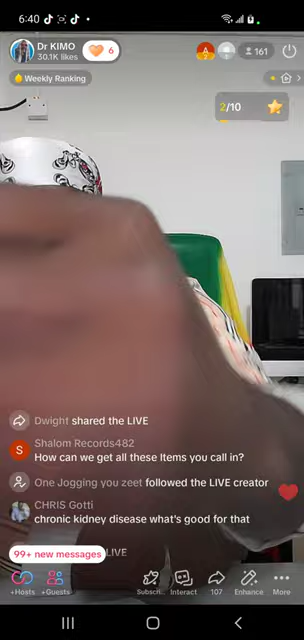 6:40
Dr KIMO
30.1K likes
6
A
2
161
Weekly Ranking
2/10
Dwight shared the LIVE
S
Shalom Records482
How can we get all these Items you call in?
One Jogging you zeet followed the LIVE creator
CHRIS Gotti
chronic kidney disease what's good for that
99+ new messages
LIVE
+Hosts
+Guests
Subscri...
Interact
107
Enhance
More